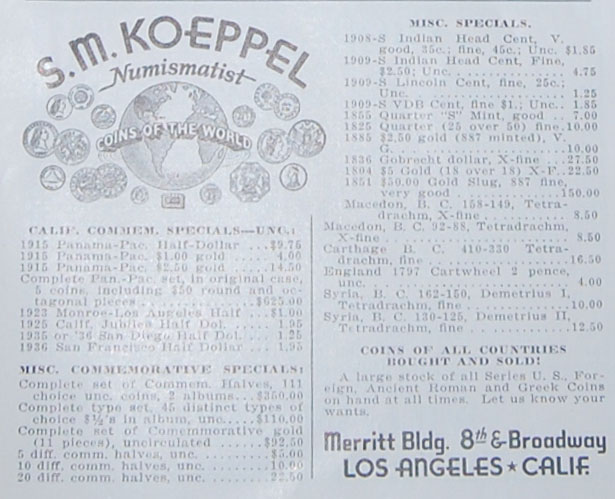 S.M. KOEPPEL
Numismatist
COINS OF THE WORLD
CALIF. COMMEM. SPECIALS—UNC.:
1915 Panama-Pac. Half-Dollar ...$9.75
1915 Panama-Pac. $1.00 gold .... 4.00
1915 Panama-Pac. $2.50 gold .....14.50
Complete Pan.-Pac. set, in original case,
5 coins, including $50 round and oc-
tagonal pieces ................$625.00
1923 Monroe-Los Angeles Half ...$1.00
1925 Calif. Jubilee Half Dol. ..... 1.95
1935 or '36 San Diego Half Dol. ... 1.25
1936 San Francisco Half Dollar ... 1.95
MISC. COMMEMORATIVE SPECIALS:
Complete set of Commem. Halves, 111
choice unc. coins, 2 albums...$350.00
Complete type set, 45 distinct types of
choice $½'s in album, unc....$110.00
Complete set of Comemmorative gold
(11 pieces), uncirculated ......$92.50
5 diff. comm. halves, unc. ......$5.00
10 diff. comm. halves, unc. ...... 10.00
20 diff. comm. halves, unc. ...... 22.50
MISC. SPECIALS.
1908-S Indian Head Cent, V.
good, 35c.; fine, 45c.; Unc. $1.85
1909-S Indian Head Cent, Fine,
$2.50; Unc. ................ 4.75
1909-S Lincoln Cent, fine, 25c.;
Unc. ....................... 1.25
1909-S VDB Cent, fine $1.; Unc.. 1.85
1855 Quarter "S" Mint, good .. 7.00
1825 Quarter (25 over 50) fine.10.00
1885 $2.50 gold (887 minted), V.
G. .........................10.00
1836 Gobrecht dollar, X-fine ...27.50
1804 $5 Gold (18 over 18) X-F..22.50
1851 $50.00 Gold Slug, 887 fine,
very good ................150.00
Macedon, B. C. 158-149, Tetra-
drachm, X-fine ............. 8.50
Macedon, B. C. 92-88, Tetradrachm,
X-fine ..................... 8.50
Carthage B. C. 410-330 Tetra-
drachm, fine ...............16.50
England 1797 Cartwheel 2 pence,
unc. ....................... 4.00
Syria, B. C. 162-150, Demetrius I,
Tetradrachm, fine ..........10.00
Syria, B. C. 130-125, Demetrius II,
Tetradrachm, fine ..........12.50
COINS OF ALL COUNTRIES
BOUGHT AND SOLD!
A large stock of all Series U. S., For-
eign, Ancient Roman and Greek Coins
on hand at all times. Let us know your
wants.
Merritt Bldg. 8th & Broadway
LOS ANGELES ★ CALIF.